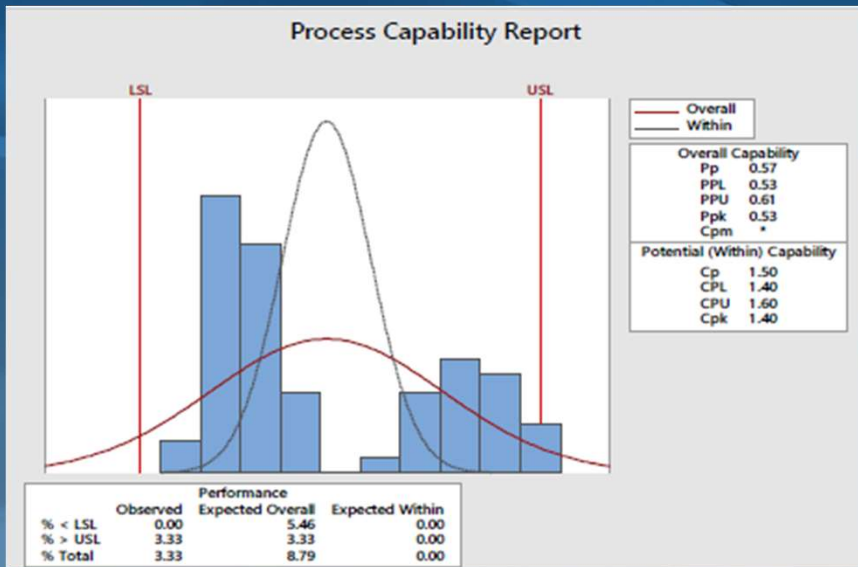 Process Capability Report
LSL
USL
Overall
Within
Overall Capability
Pp 0.57
PPL 0.53
PPU 0.61
Ppk 0.53
Cpm *
Potential (Within) Capability
Cp 1.50
CPL 1.40
CPU 1.60
Cpk 1.40
Performance
Observed Expected Overall Expected Within
% < LSL 0.00 5.46 0.00
% > USL 3.33 3.33 0.00
% Total 3.33 8.79 0.00